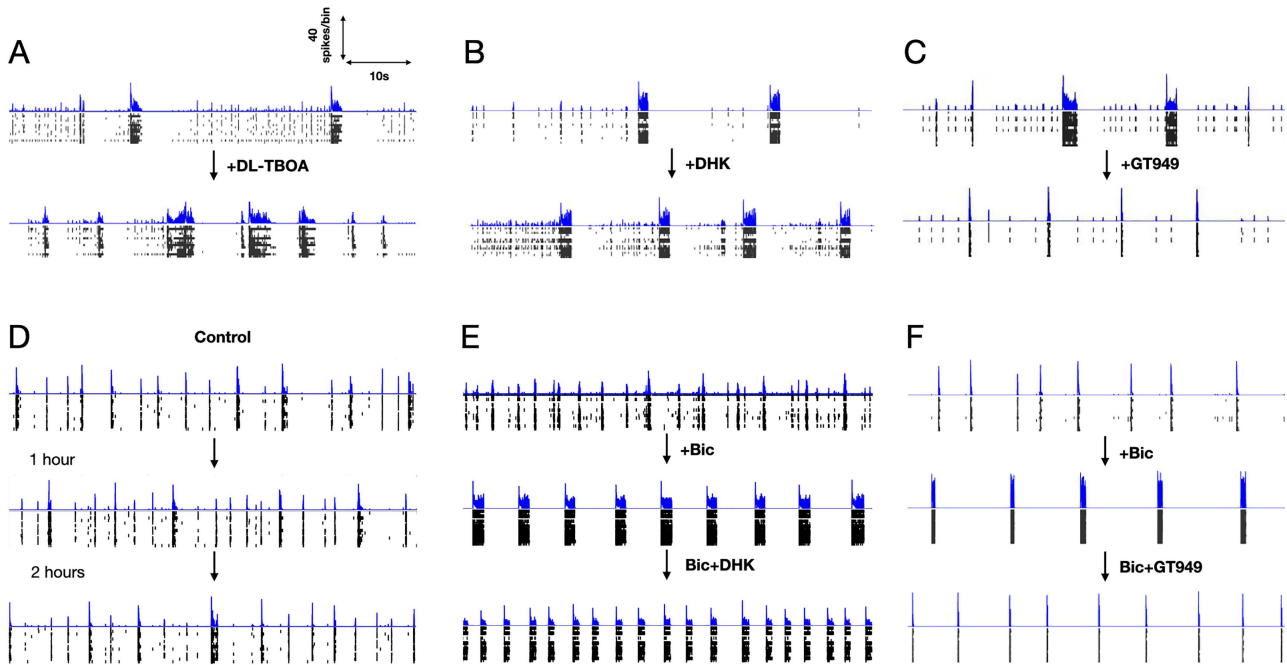 A
40
spikes/bin
10s
B
C
+DL-TBOA
+DHK
+GT949
D
Control
E
F
1 hour
+Bic
+Bic
2 hours
Bic+DHK
Bic+GT949